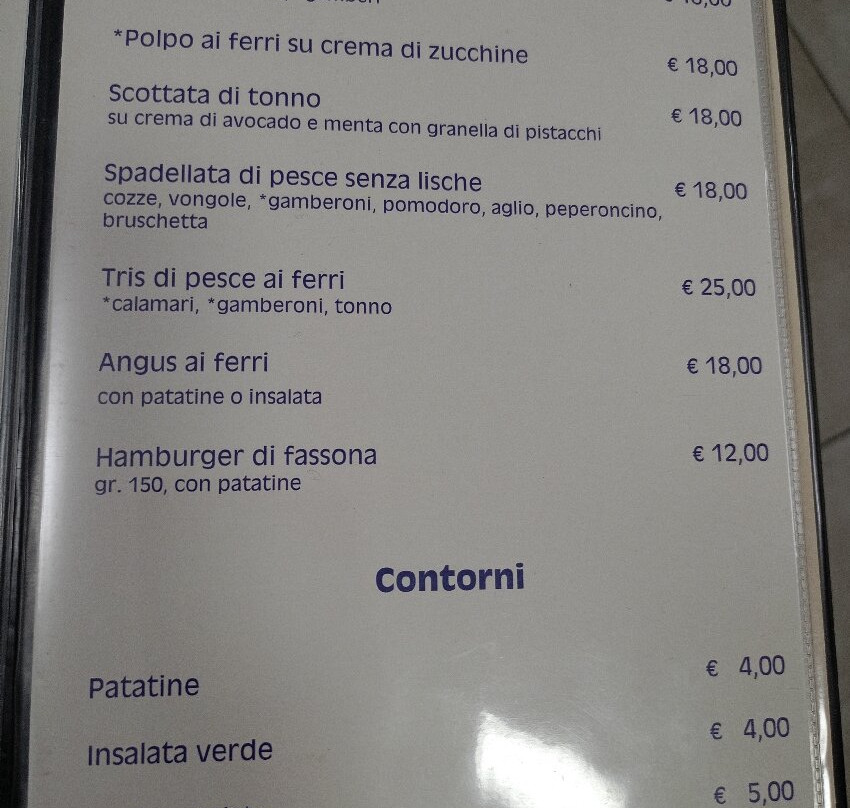 *Polpo ai ferri su crema di zucchine € 18,00
Scottata di tonno € 18,00
su crema di avocado e menta con granella di pistacchi
Spadellata di pesce senza lische € 18,00
cozze, vongole, *gamberoni, pomodoro, aglio, peperoncino,
bruschetta
Tris di pesce ai ferri € 25,00
*calamari, *gamberoni, tonno
Angus ai ferri € 18,00
con patatine o insalata
Hamburger di fassona € 12,00
gr. 150, con patatine
Contorni
Patatine € 4,00
Insalata verde € 4,00
€ 5,00